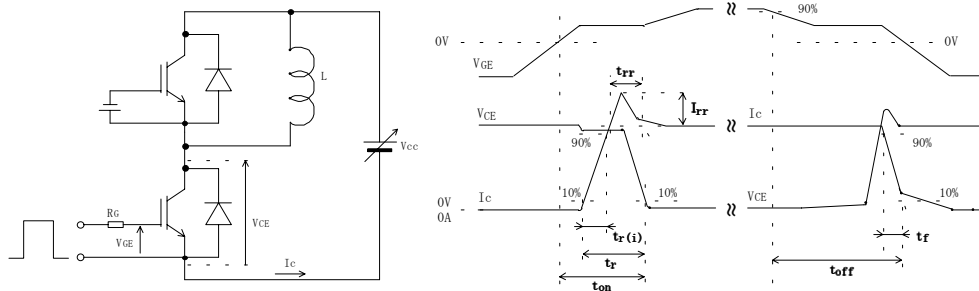 L
Vcc
RG
VGE
VCE
Ic
0V
VGE
90%
0V
trr
Irr
VCE
90%
Ic
10%
10%
0V
0A
tr(i)
tr
ton
Ic
90%
VCE
10%
tf
toff